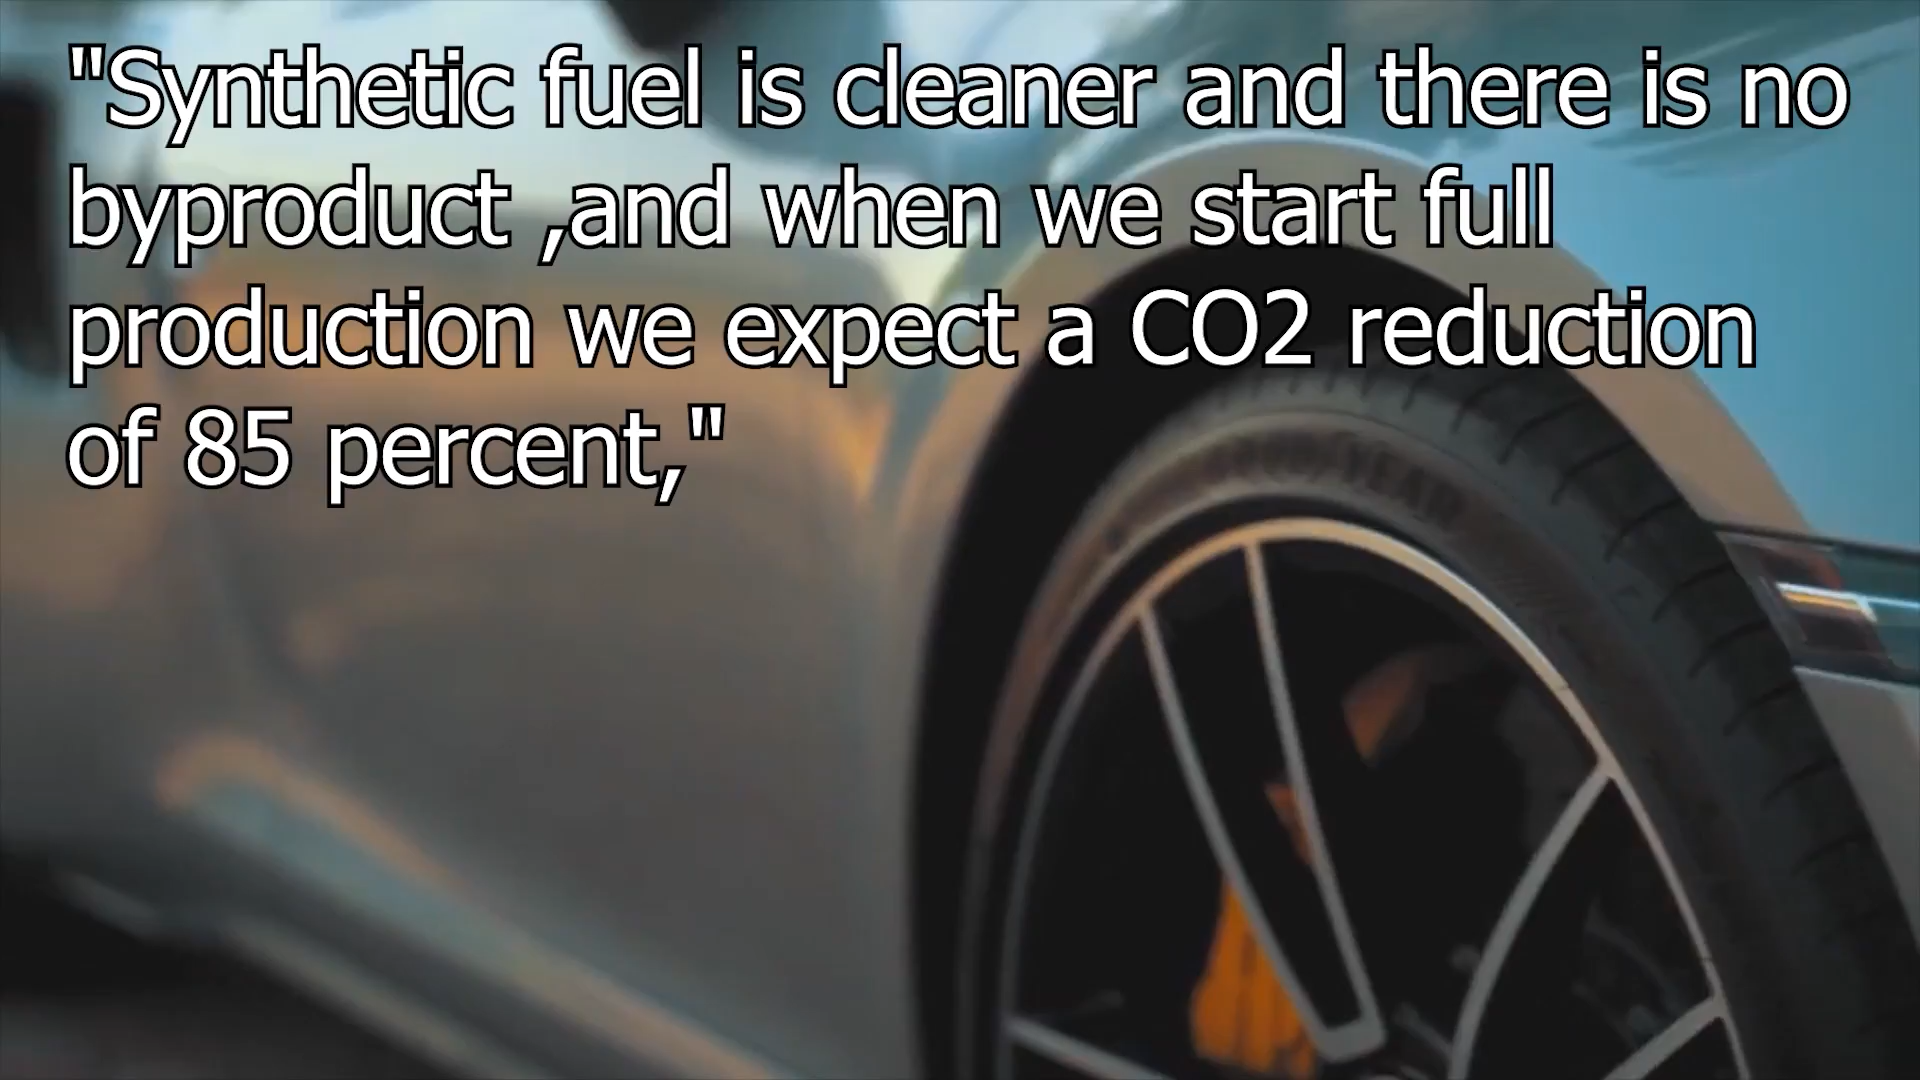 "Synthetic fuel is cleaner and there is no
byproduct ,and when we start full
production we expect a CO2 reduction
of 85 percent,"